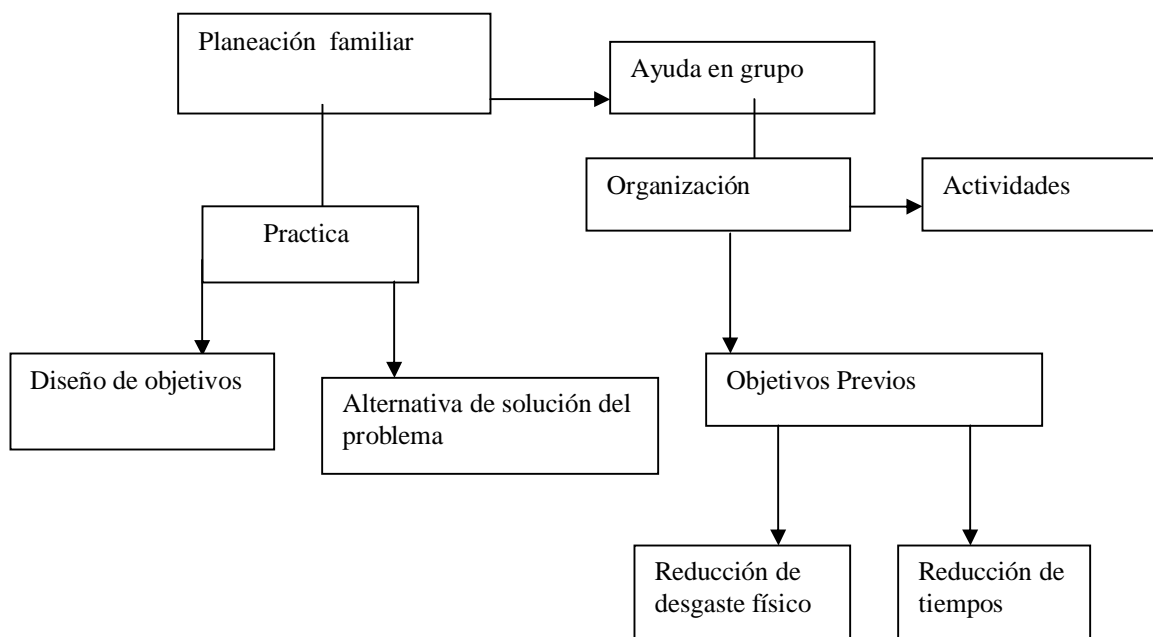 Planeación familiar
Ayuda en grupo
Organización
Actividades
Practica
Diseño de objetivos
Alternativa de solución del
problema
Objetivos Previos
Reducción de
desgaste físico
Reducción de
tiempos